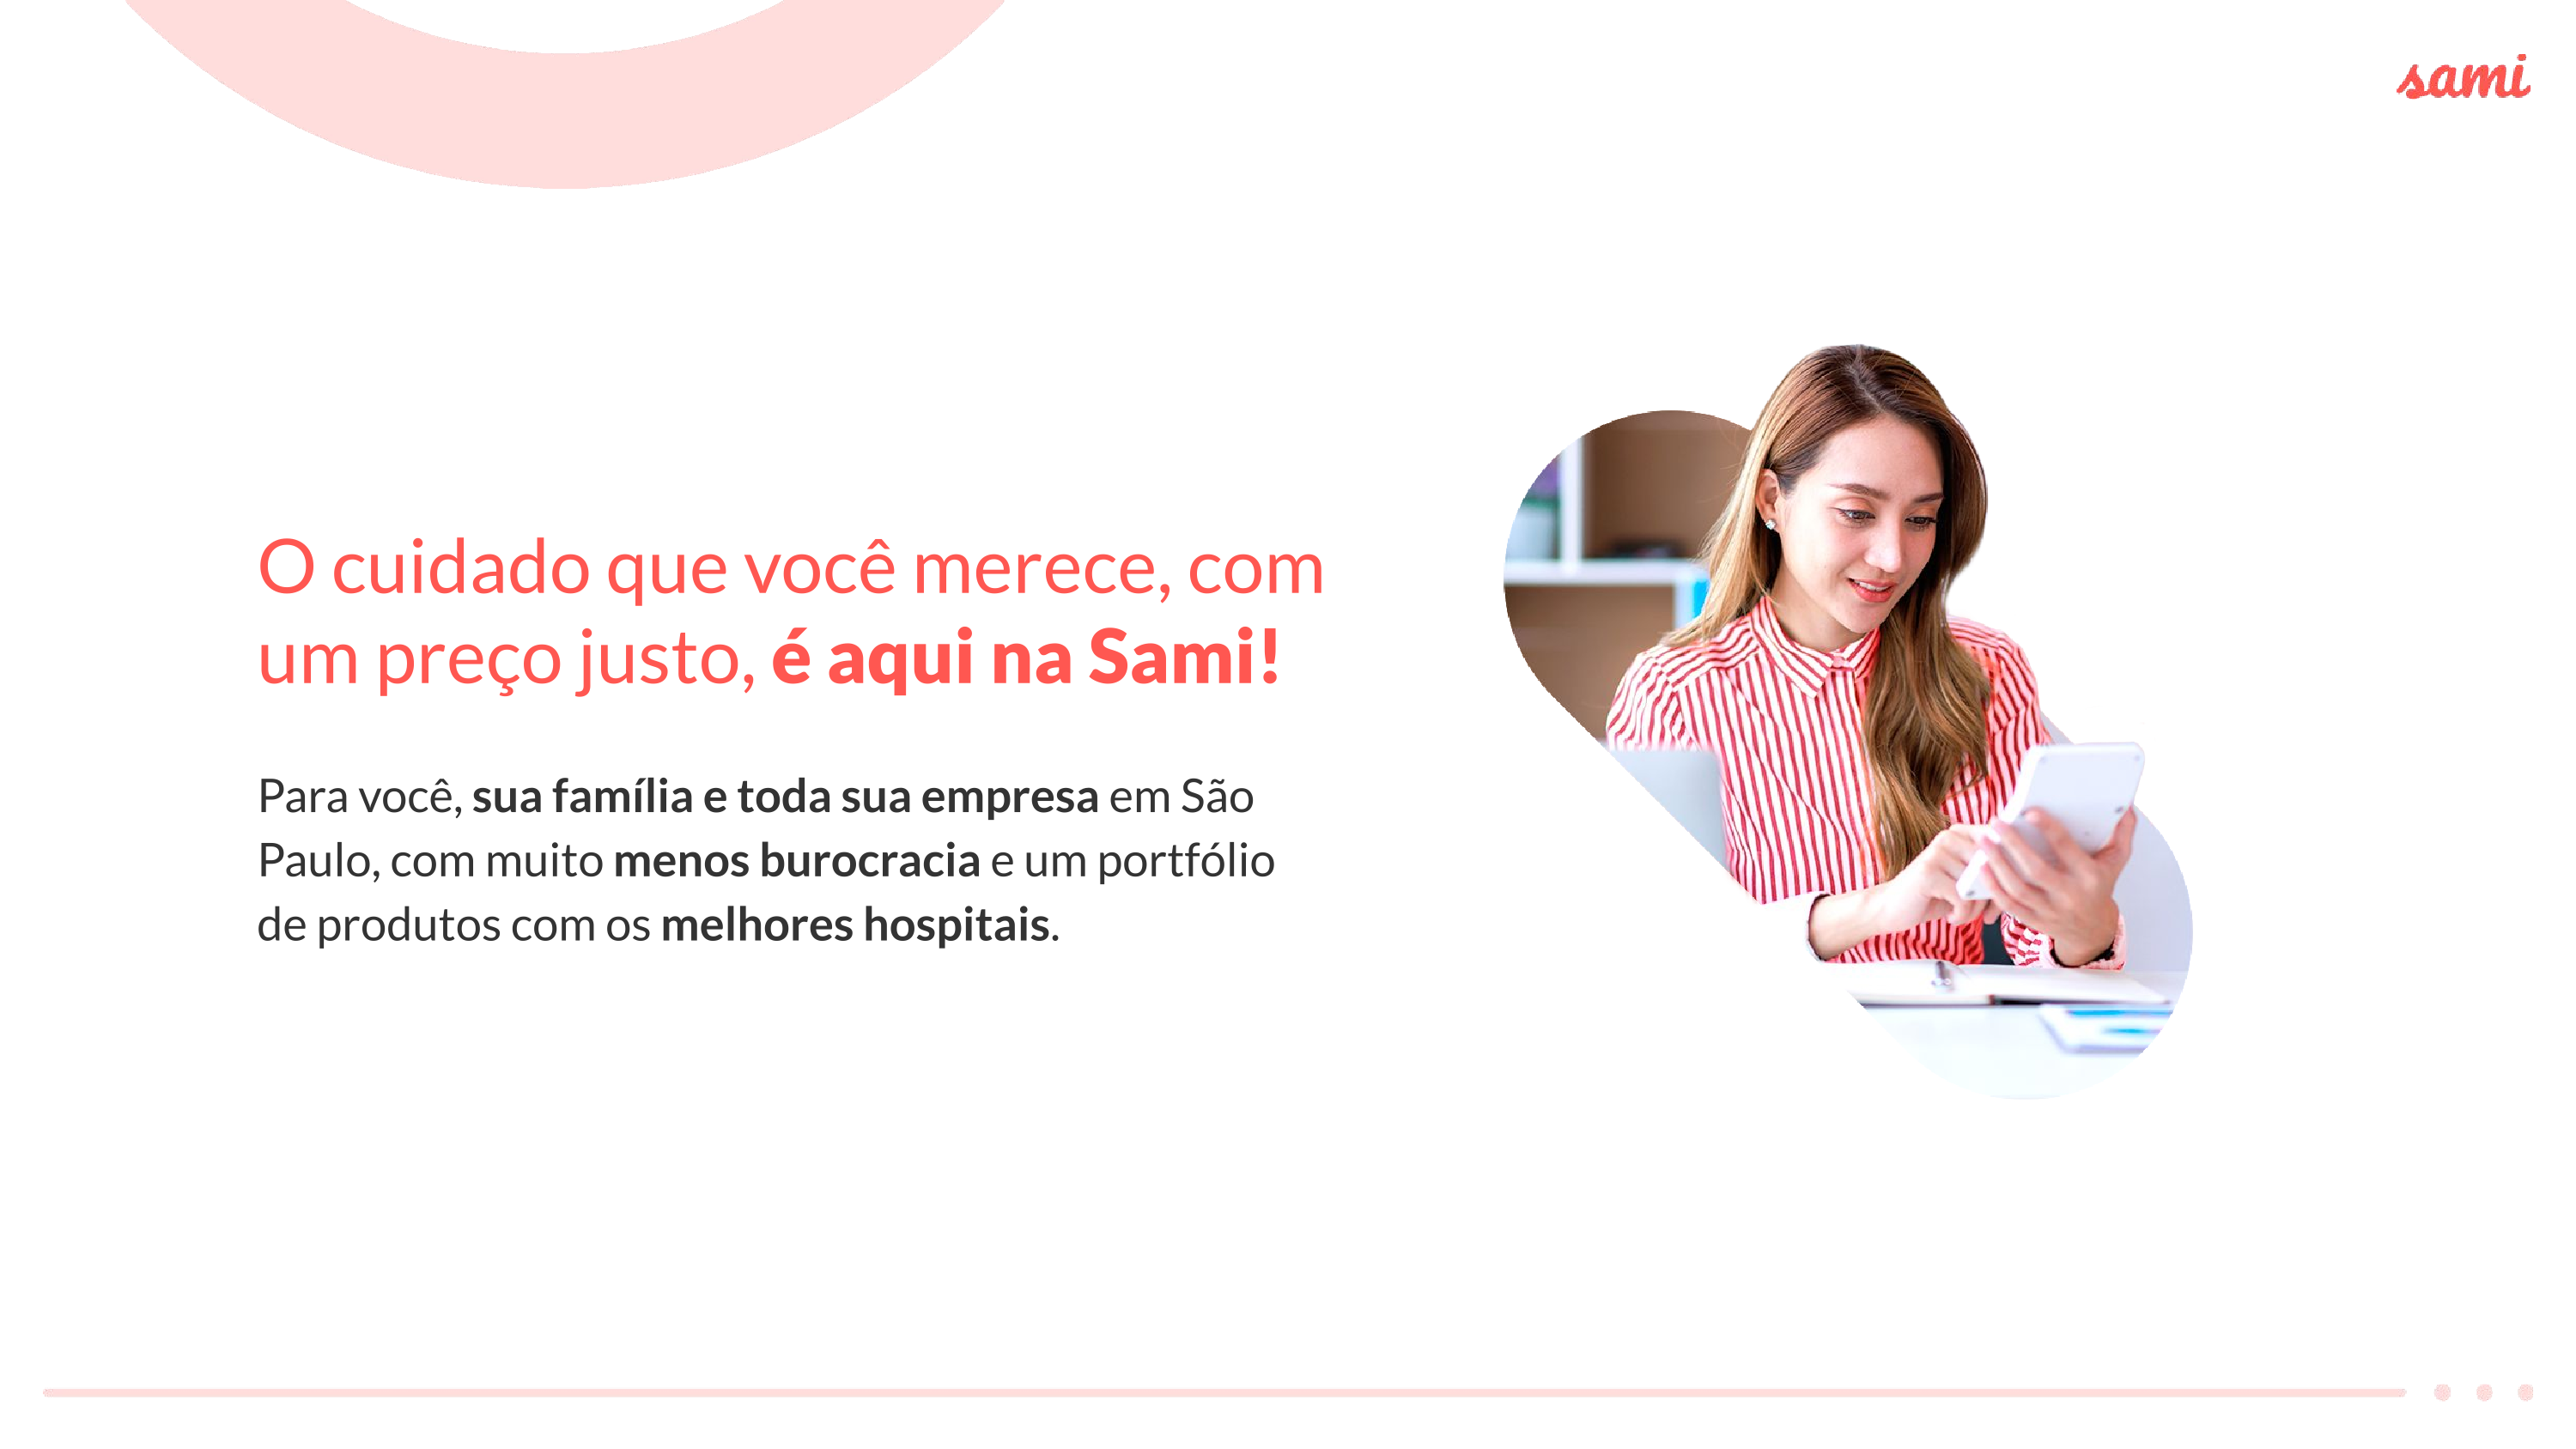 sami
O cuidado que você merece, com
um preço justo, é aqui na Sami!
Para você, sua família e toda sua empresa em São
Paulo, com muito menos burocracia e um portfólio
de produtos com os melhores hospitais.